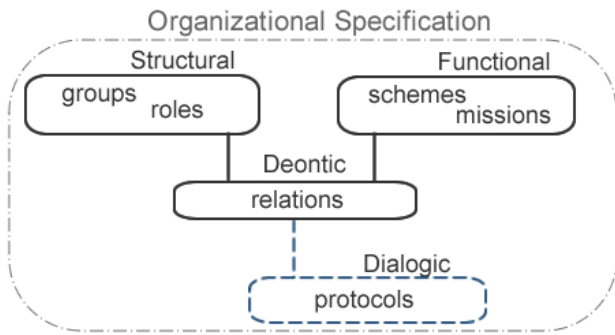 Organizational Specification
Structural
Functional
groups
roles
schemes
missions
Deontic
relations
Dialogic
protocols